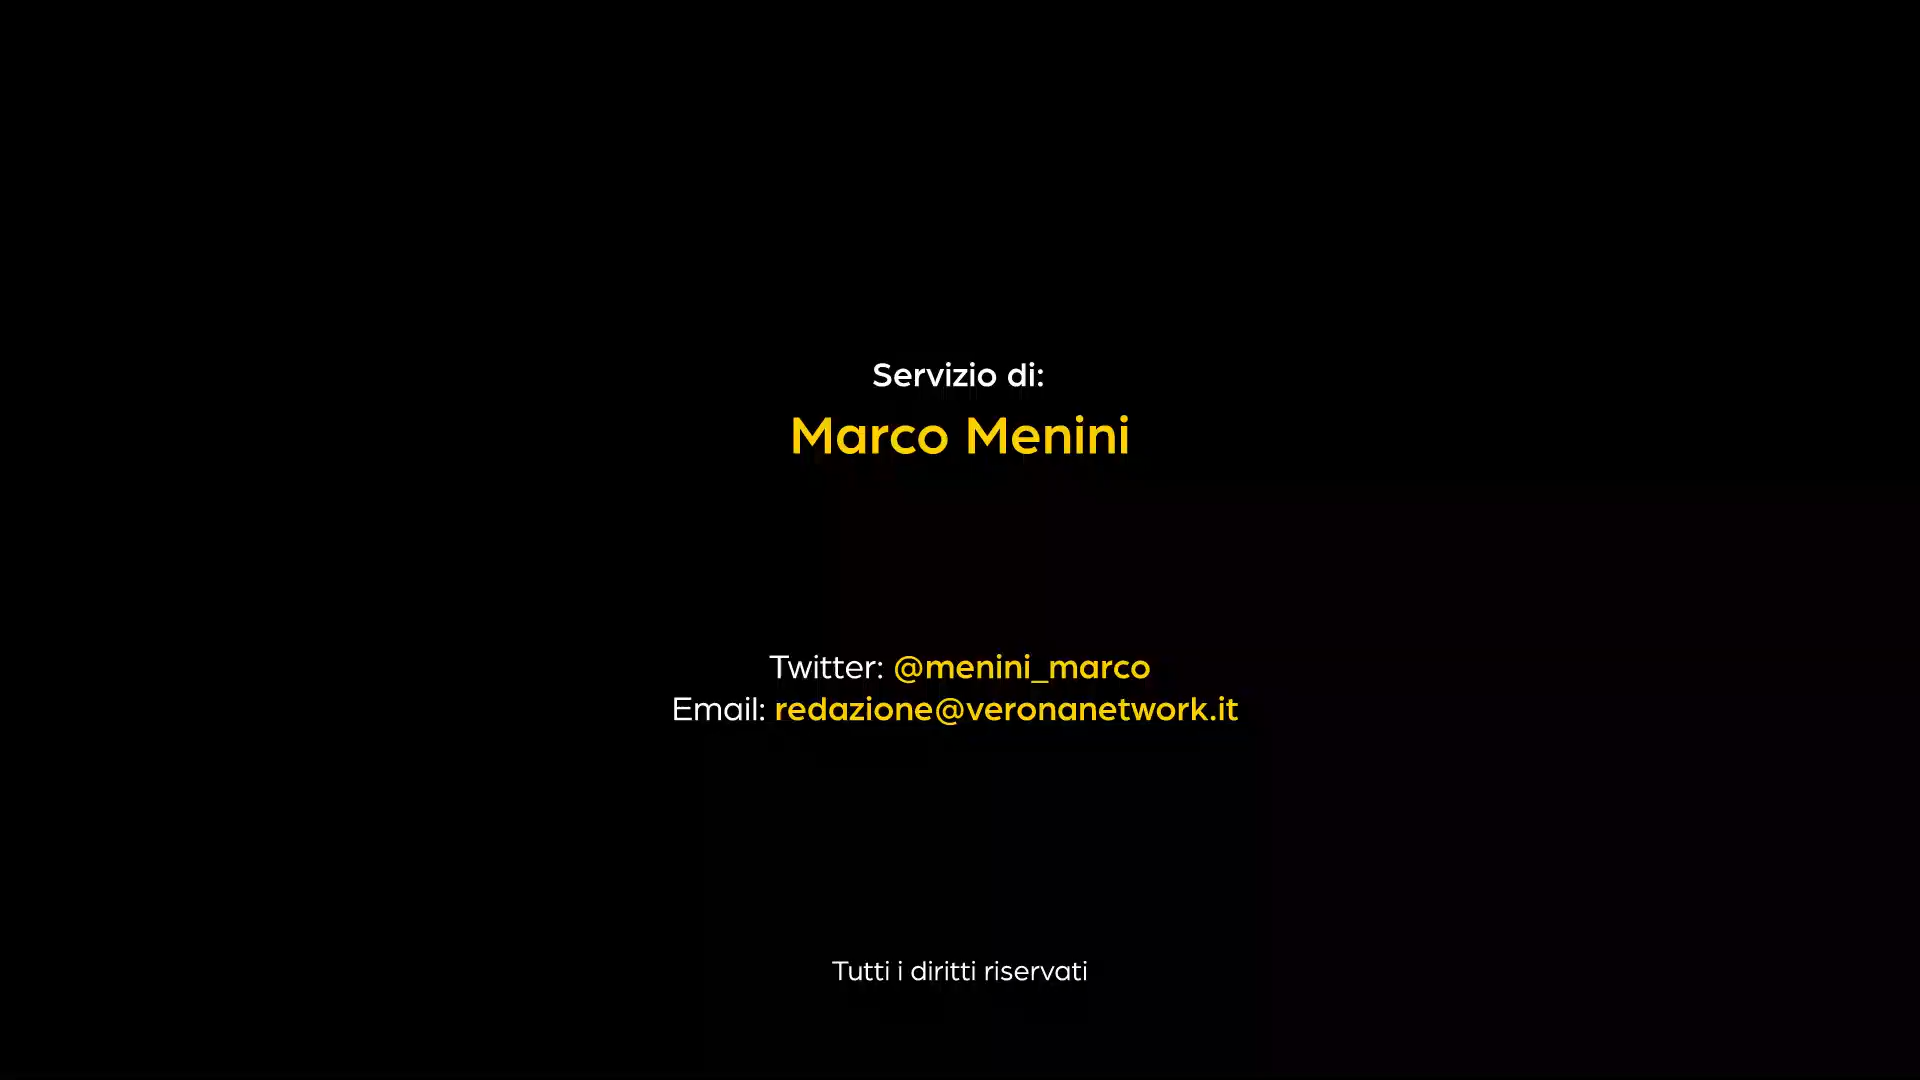 Servizio di:
Marco Menini
Twitter: @menini_marco
Email: redazione@veronanetwork.it
Tutti i diritti riservati